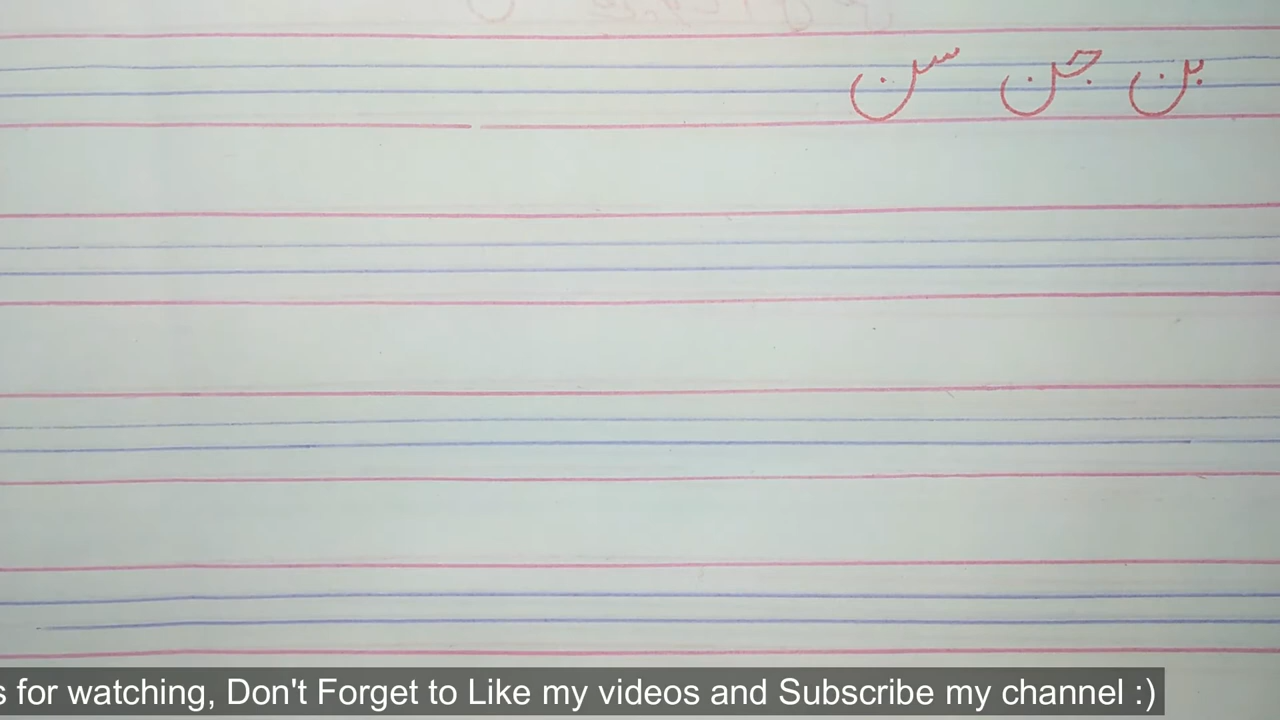 بن جن سن
s for watching, Don't Forget to Like my videos and Subscribe my channel :)